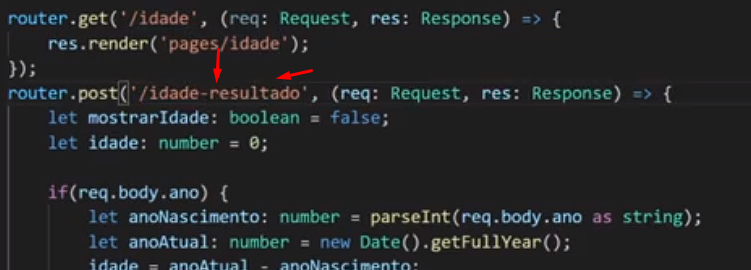 router.get('/idade', (req: Request, res: Response) => {
    res.render('pages/idade');
});
router.post('/idade-resultado', (req: Request, res: Response) => {
    let mostrarIdade: boolean = false;
    let idade: number = 0;
    if(req.body.ano) {
        let anoNascimento: number = parseInt(req.body.ano as string);
        let anoAtual: number = new Date().getFullYear();
        idade = anoAtual - anoNascimento;